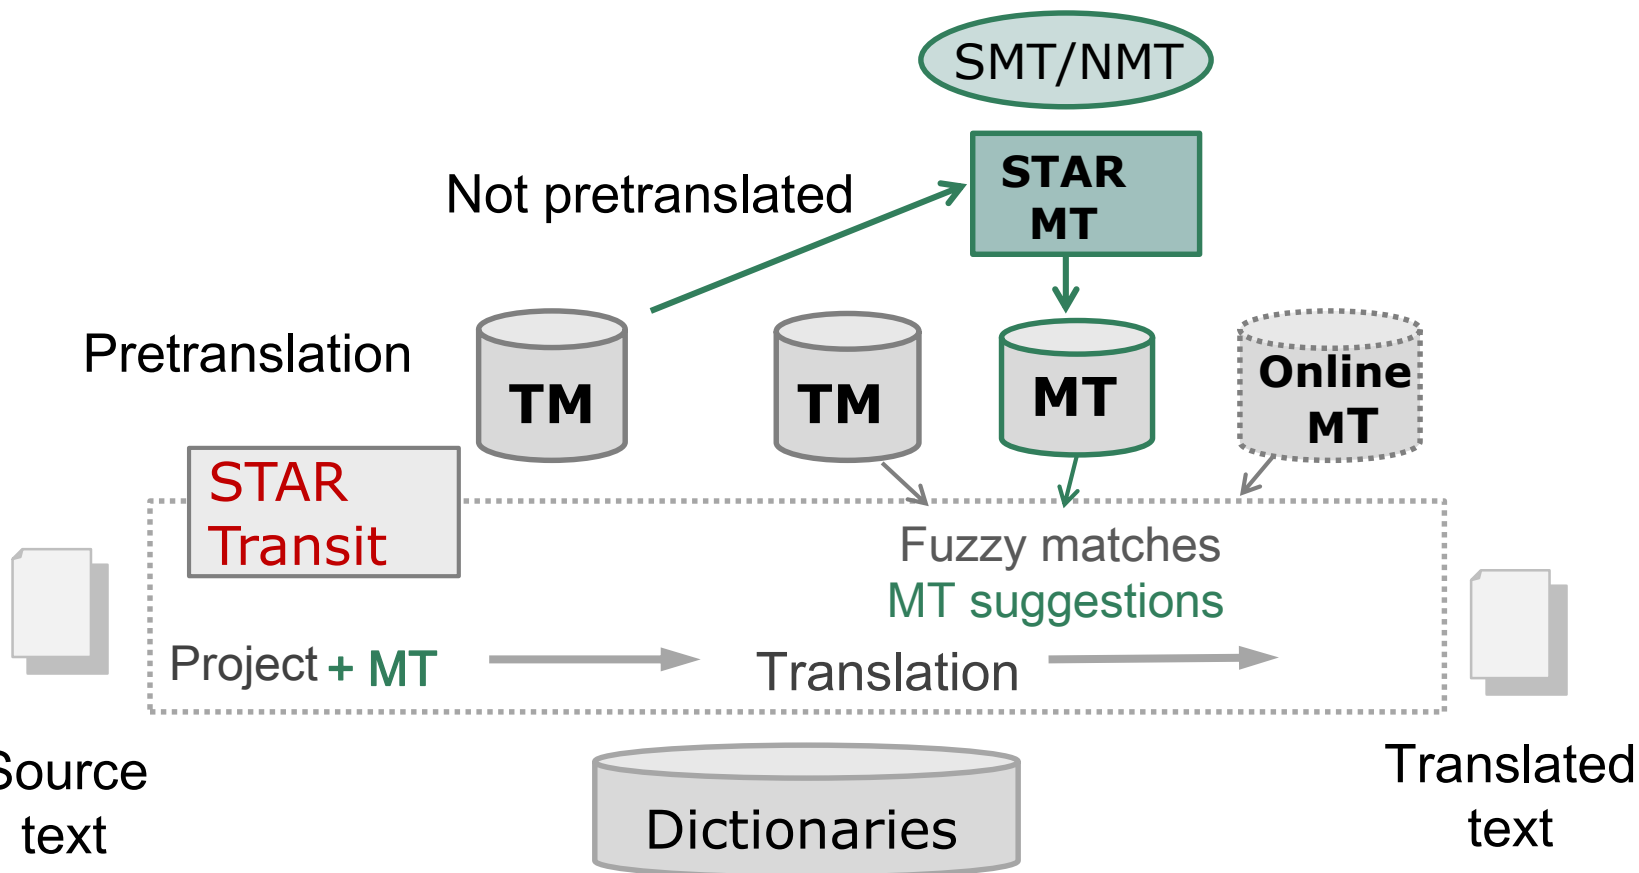 SMT/NMT
STAR
MT
Not pretranslated
Pretranslation
TM
TM
MT
Online
MT
STAR
Transit
Fuzzy matches
MT suggestions
Project + MT
Translation
Source
text
Translated
text
Dictionaries